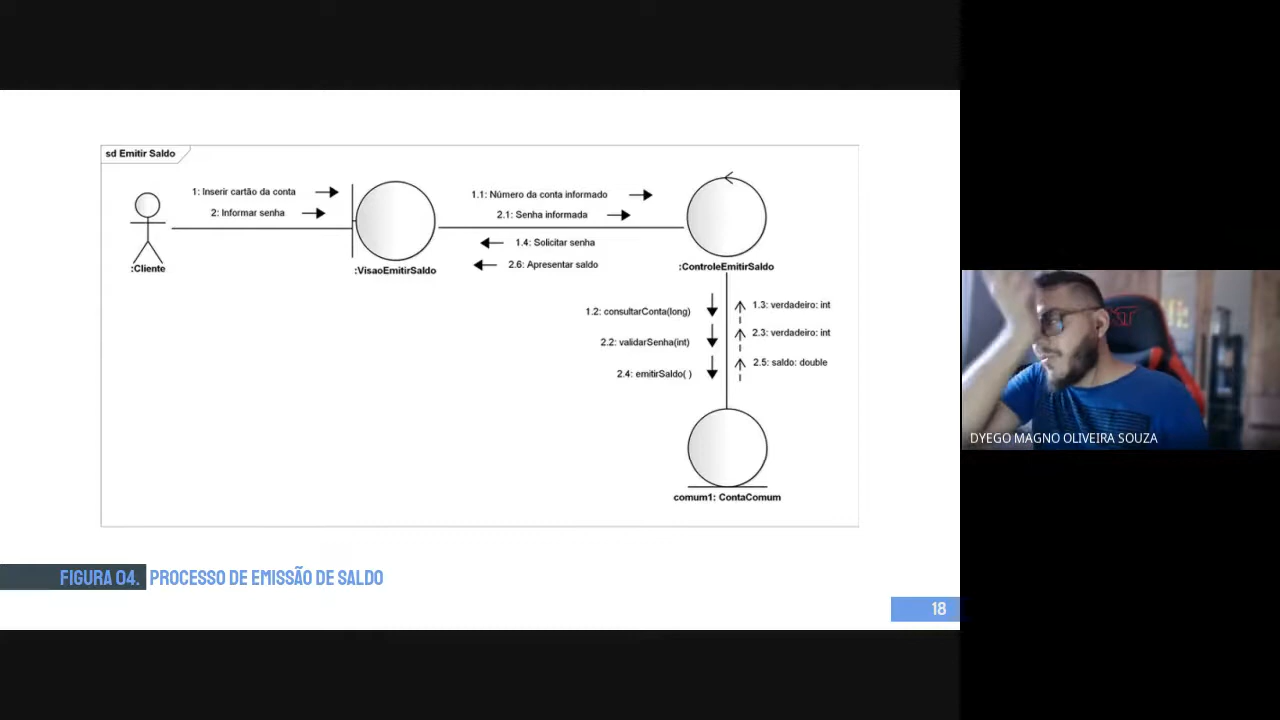 sd Emitir Saldo
1: Inserir cartão da conta
2: Informar senha
:Cliente
:VisaoEmitirSaldo
1.1: Número da conta informado
2.1: Senha informada
1.4: Solicitar senha
2.6: Apresentar saldo
:ControleEmitirSaldo
1.2: consultarConta(long)
2.2: validarSenha(int)
2.4: emitirSaldo( )
1.3: verdadeiro: int
2.3: verdadeiro: int
2.5: saldo: double
comum1: ContaComum
FIGURA 04. PROCESSO DE EMISSÃO DE SALDO
18
DYEGO MAGNO OLIVEIRA SOUZA